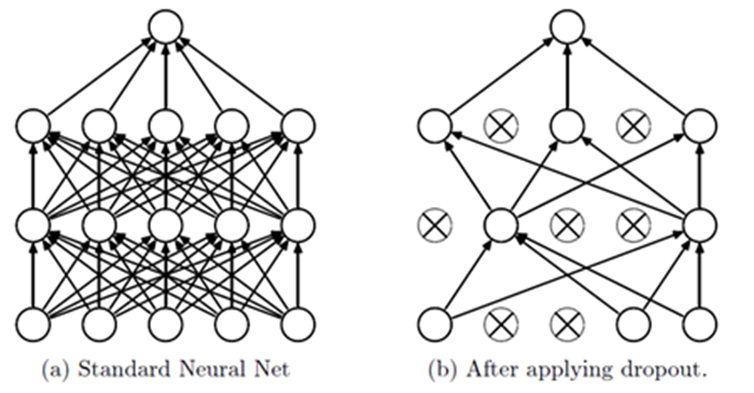 (a) Standard Neural Net
(b) After applying dropout.